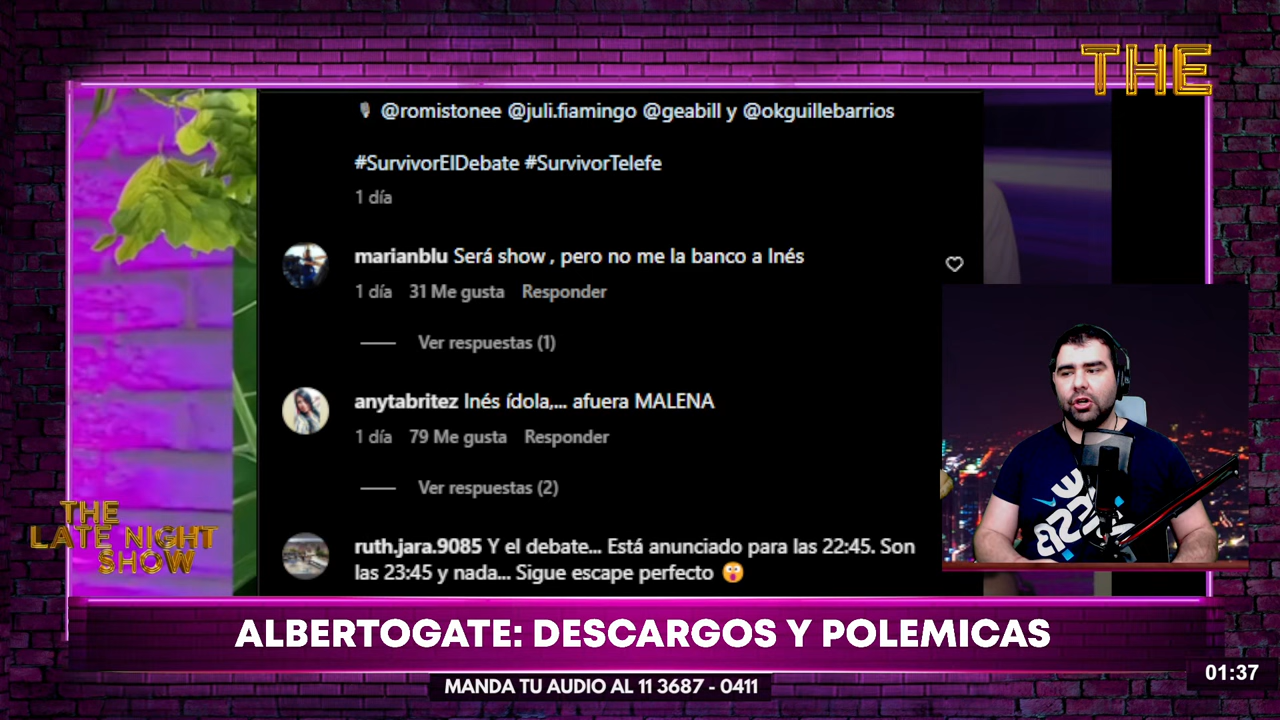 THE
@romistonee @juli.fiamingo @geabill y @okguillebarrios
#SurvivorElDebate #SurvivorTelefe
1 día
marianblu Será show , pero no me la banco a Inés
1 día 31 Me gusta Responder
Ver respuestas (1)
anytabritez Inés ídola,... afuera MALENA
1 día 79 Me gusta Responder
Ver respuestas (2)
ruth.jara.9085 Y el debate... Está anunciado para las 22:45. Son
las 23:45 y nada... Sigue escape perfecto 😲
THE
LATE NIGHT
SHOW
ALBERTOGATE: DESCARGOS Y POLEMICAS
01:37
MANDA TU AUDIO AL 11 3687 - 0411